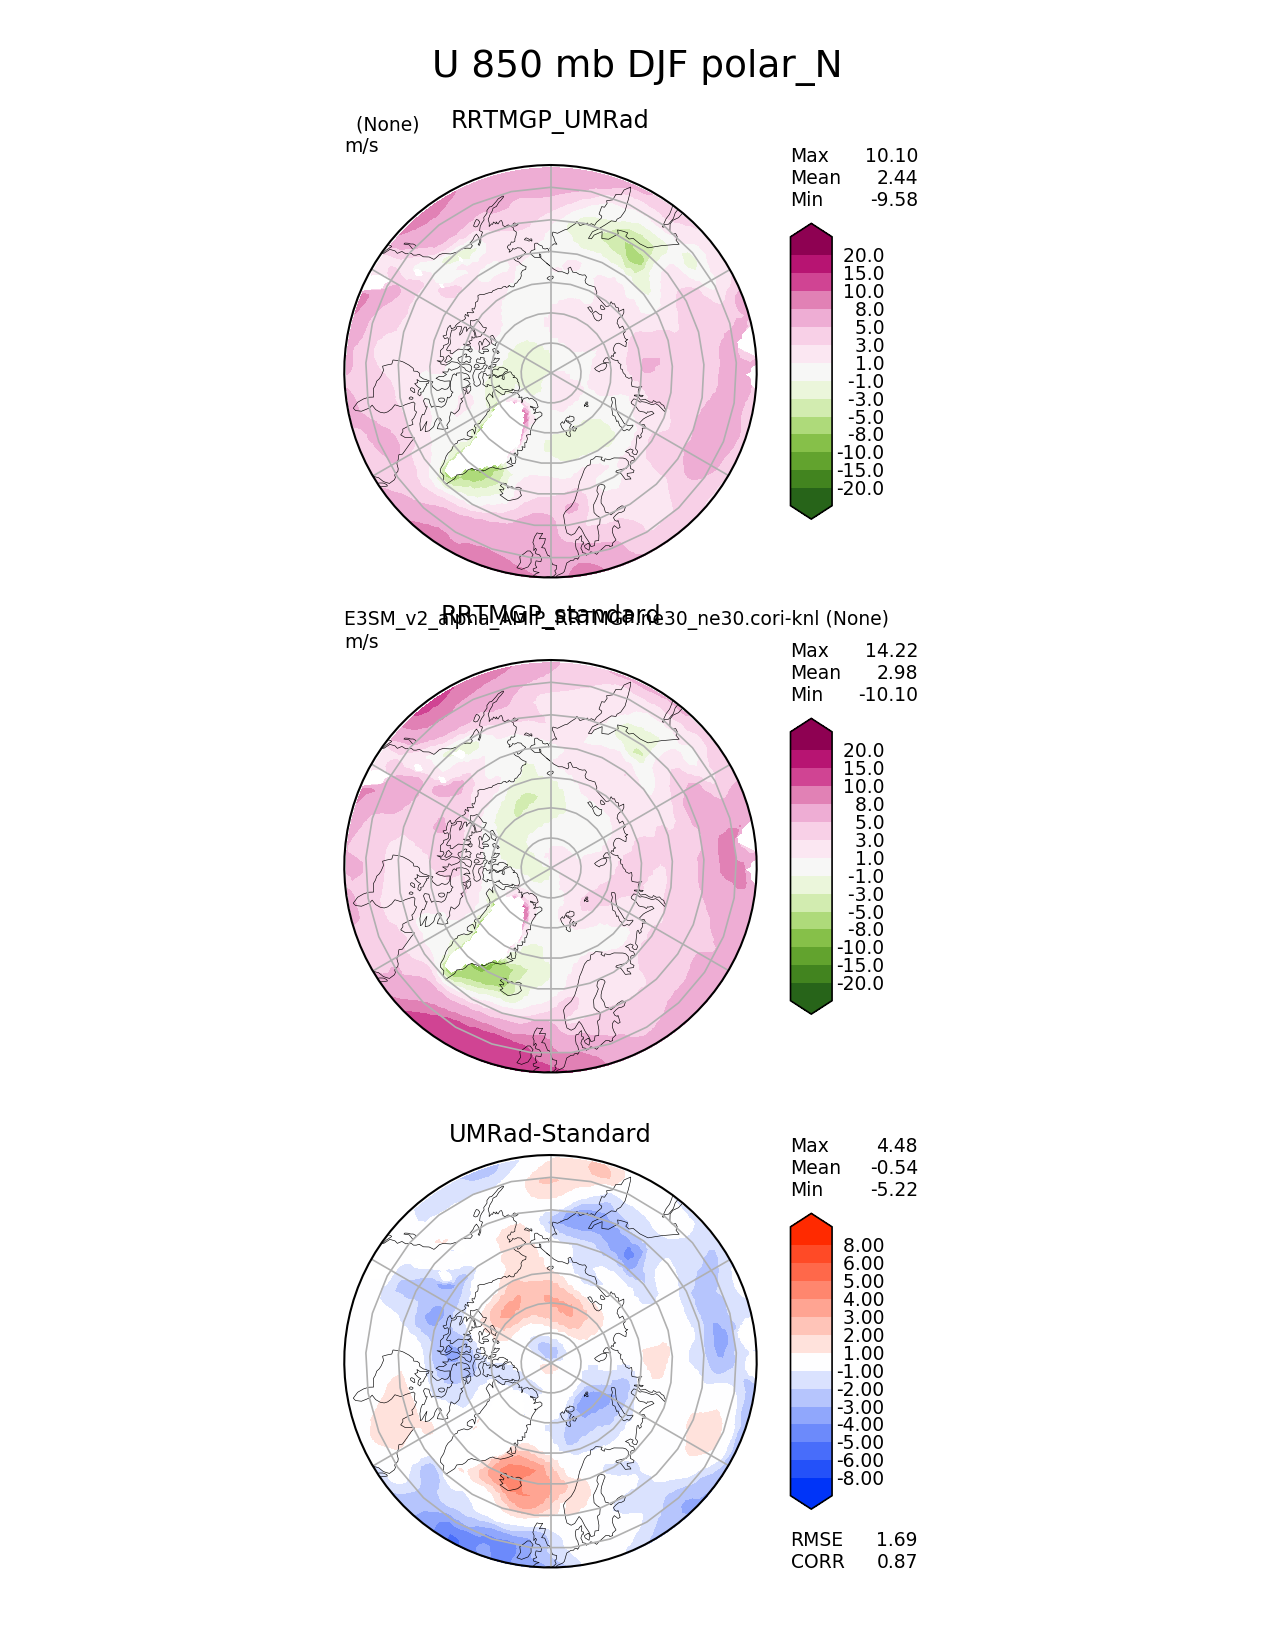 U 850 mb DJF polar_N
(None) RRTMGP_UMRad
m/s
Max 10.10
Mean 2.44
Min -9.58
20.0
15.0
10.0
8.0
5.0
3.0
1.0
-1.0
-3.0
-5.0
-8.0
-10.0
-15.0
-20.0
RRTMGP_standard
E3SM_v2_alpha_AMIP_RRTMGP.ne30_ne30.cori-knl (None)
m/s
Max 14.22
Mean 2.98
Min -10.10
20.0
15.0
10.0
8.0
5.0
3.0
1.0
-1.0
-3.0
-5.0
-8.0
-10.0
-15.0
-20.0
UMRad-Standard
Max 4.48
Mean -0.54
Min -5.22
8.00
6.00
5.00
4.00
3.00
2.00
1.00
-1.00
-2.00
-3.00
-4.00
-5.00
-6.00
-8.00
RMSE 1.69
CORR 0.87